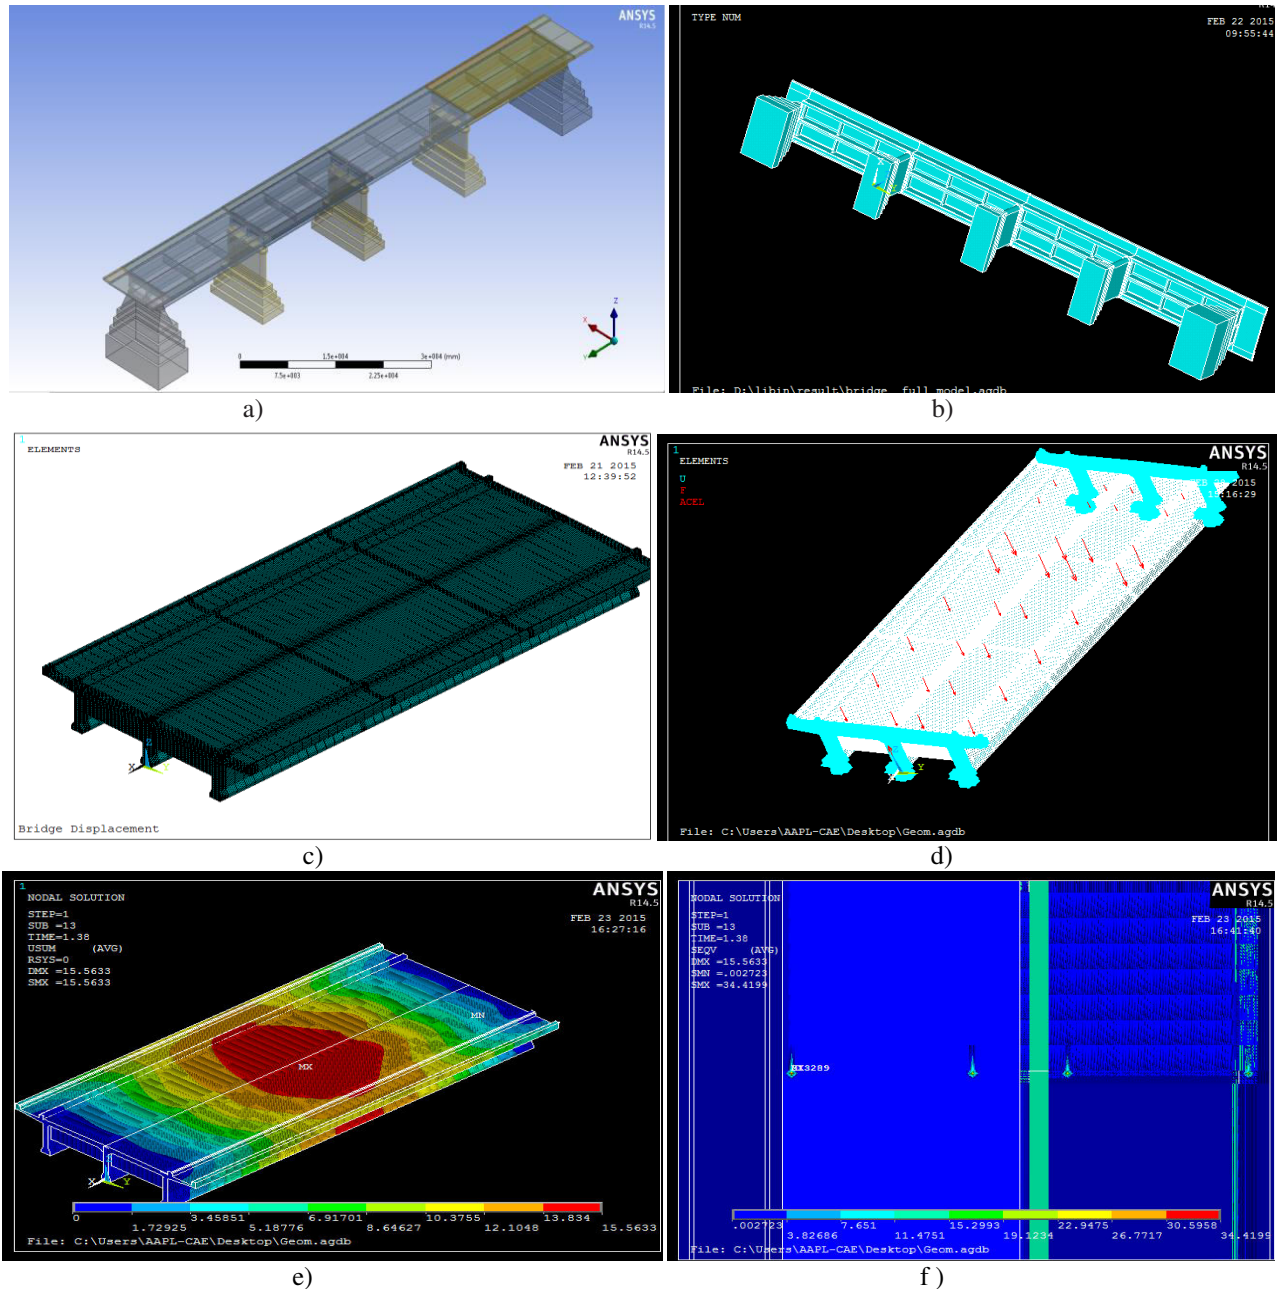 ANSYS
R14.5
Z
X
Y
0
1.5e+004
3e+004 (mm)
7.5e+003
2.25e+004
a)
TYPE NUM
FEB 22 2015
09:55:44
X
File: D:\libin\result\bridge full model.agdb
b)
1
ELEMENTS
ANSYS
R14.5
FEB 21 2015
12:39:52
Z
X
Y
Bridge Displacement
c)
1
ELEMENTS
U
F
ACEL
ANSYS
R14.5
2015
16:29
Y
File: C:\Users\AAPL-CAE\Desktop\Geom.agdb
d)
1
NODAL SOLUTION
STEP=1
SUB =13
TIME=1.38
USUM (AVG)
RSYS=0
DMX =15.5633
SMX =15.5633
ANSYS
R14.5
FEB 23 2015
16:27:16
MN
MX
X
Y
0
3.45851
6.91701
10.3755
13.834
1.72925
5.18776
8.64627
12.1048
15.5633
File: C:\Users\AAPL-CAE\Desktop\Geom.agdb
e)
NODAL SOLUTION
STEP=1
SUB =13
TIME=1.38
SEQV (AVG)
DMX =15.5633
SMN =.002723
SMX =34.4199
ANSYS
R14.5
FEB 23 2015
16:41:40
.002723
7.651
15.2993
22.9475
30.5958
3.82686
11.4751
19.1234
26.7717
34.4199
File: C:\Users\AAPL-CAE\Desktop\Geom.agdb
f )